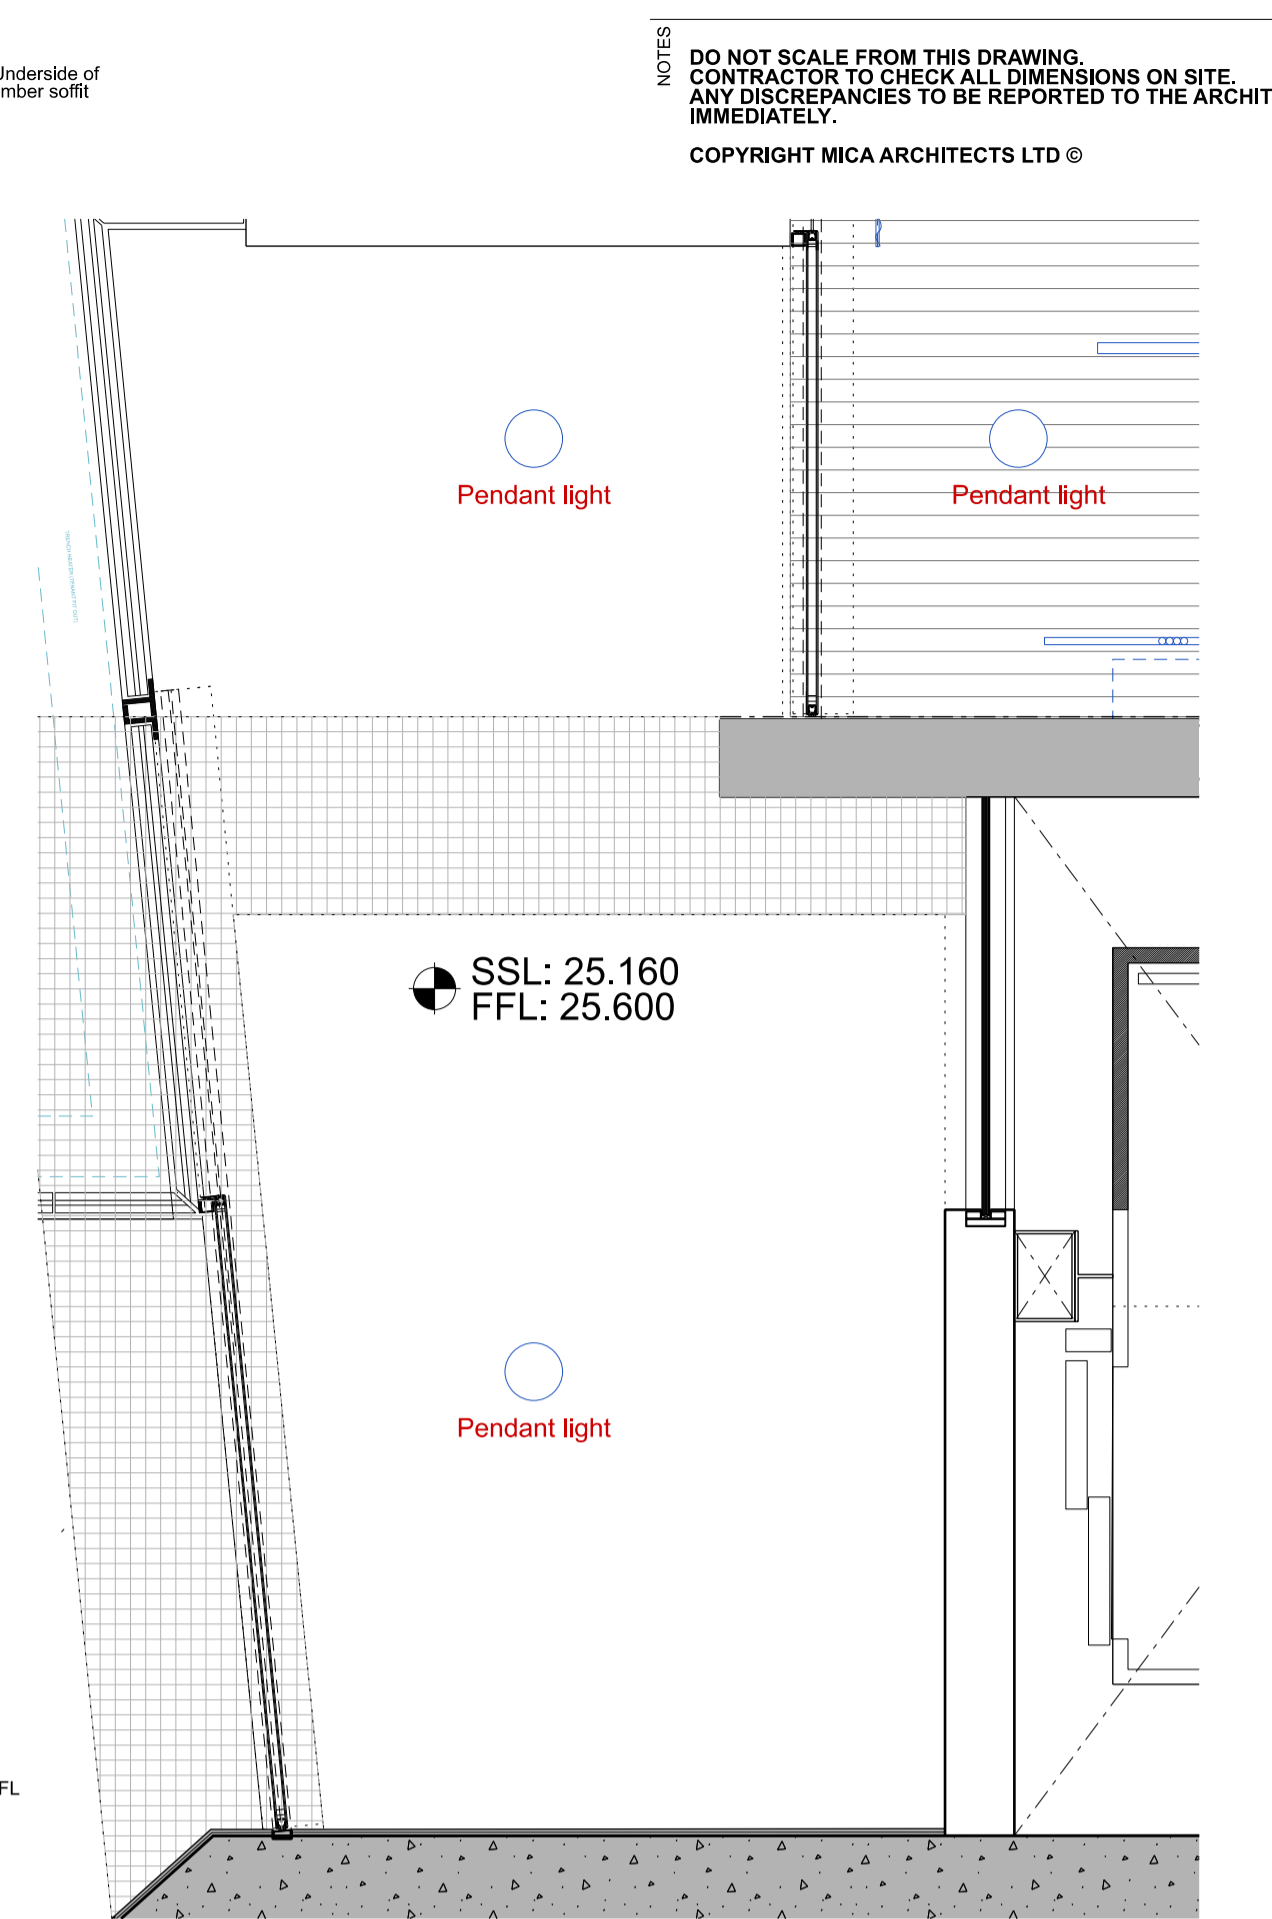 Underside of
mber soffit
NOTES
DO NOT SCALE FROM THIS DRAWING.
CONTRACTOR TO CHECK ALL DIMENSIONS ON SITE.
ANY DISCREPANCIES TO BE REPORTED TO THE ARCHIT
IMMEDIATELY.
COPYRIGHT MICA ARCHITECTS LTD ©
Pendant light
Pendant light
SSL: 25.160
FFL: 25.600
Pendant light
FL